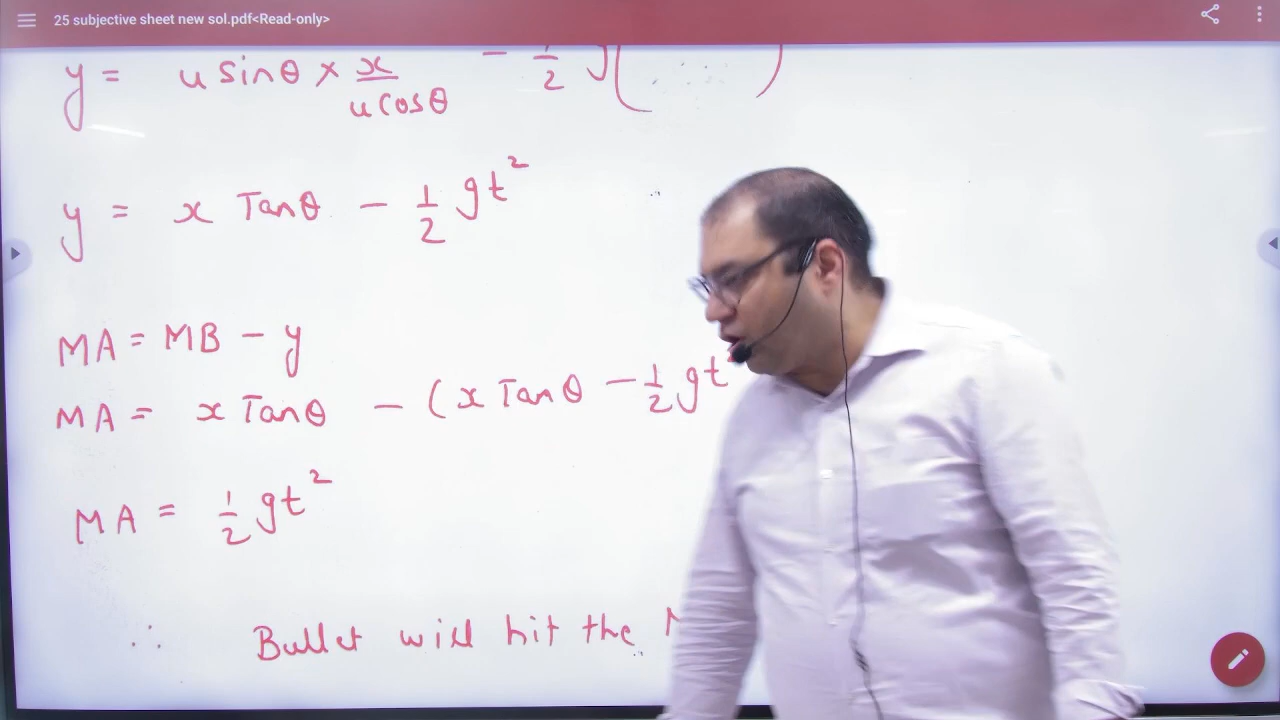 25 subjective sheet new sol.pdf<Read-only>
y = u sinθ × x/u cosθ - 1/2 g(
y = x Tanθ - 1/2 gt²
MA = MB - y
MA = x Tanθ - (x Tanθ - 1/2 gt
MA = 1/2 gt²
∴ Bullet will hit the